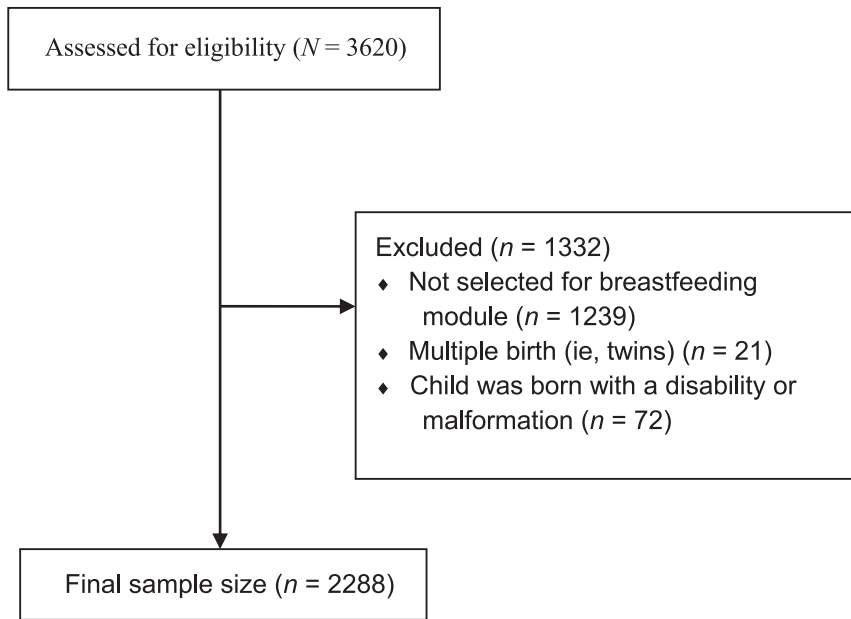 Assessed for eligibility (N = 3620)
Excluded (n = 1332)
♦ Not selected for breastfeeding
module (n = 1239)
♦ Multiple birth (ie, twins) (n = 21)
♦ Child was born with a disability or
malformation (n = 72)
Final sample size (n = 2288)